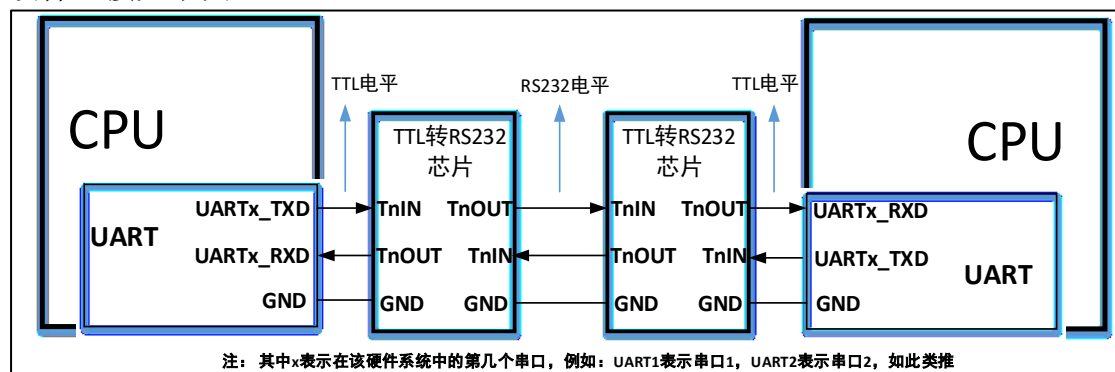 TTL电平
RS232电平
TTL电平
CPU
CPU
TTL转RS232
芯片
TTL转RS232
芯片
UARTx_TXD
TnIN
TnOUT
TnIN
TnOUT
UARTx_RXD
UART
UARTx_RXD
TnOUT
TnIN
TnOUT
TnIN
UARTx_TXD
UART
GND
GND
GND
GND
GND
GND
注： 其中x表示在该硬件系统中的第几个串口，例如：UART1表示串口1，UART2表示串口2，如此类推